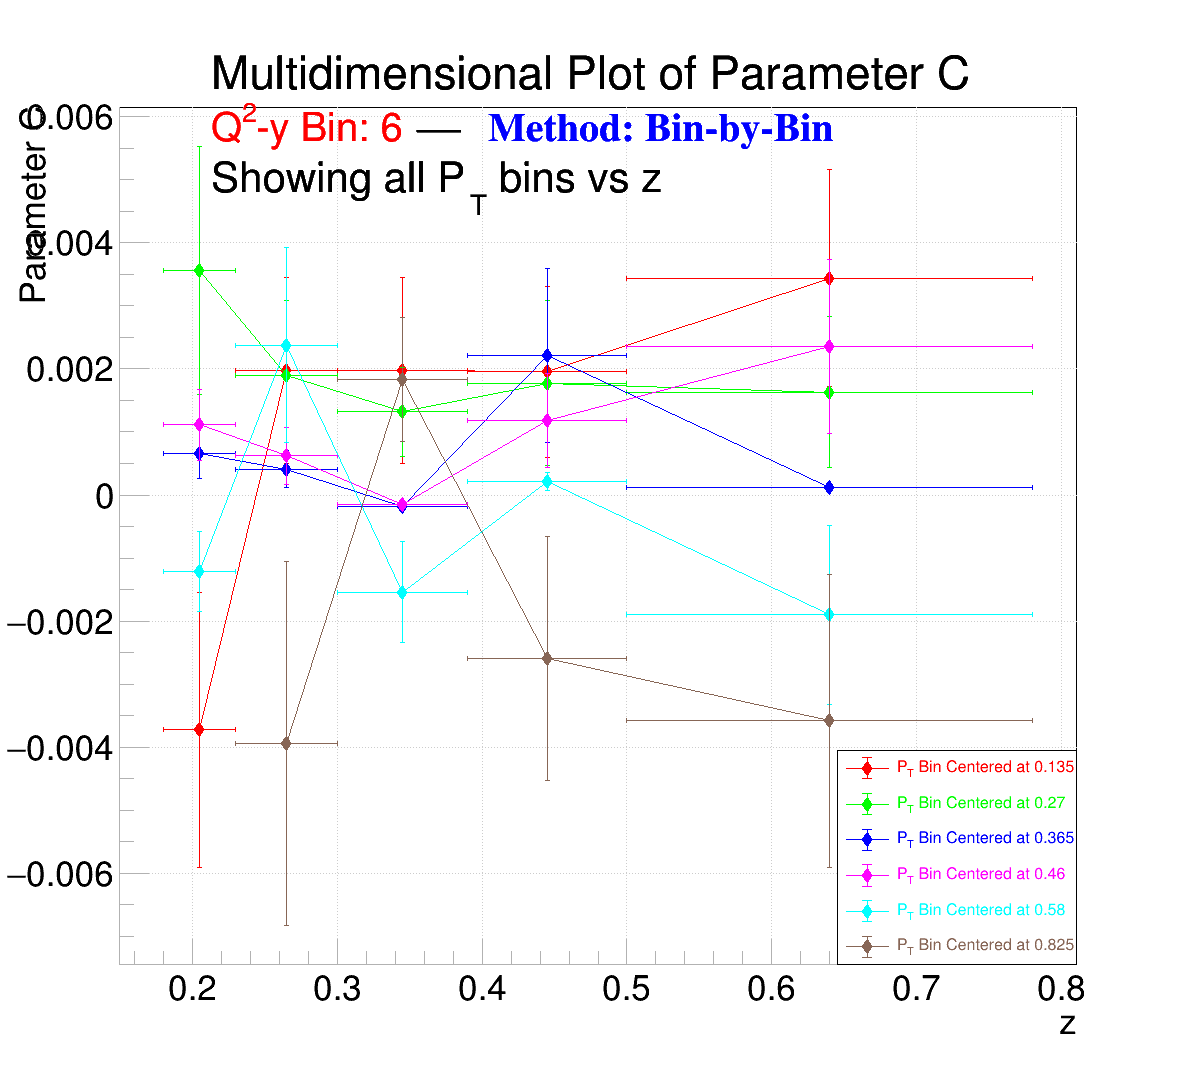 Multidimensional Plot of Parameter C
Q2-y Bin: 6 — Method: Bin-by-Bin
Showing all PT bins vs z
Parameter C
0.006
0.004
0.002
0
−0.002
−0.004
−0.006
0.2 0.3 0.4 0.5 0.6 0.7 0.8
z
PT Bin Centered at 0.135
PT Bin Centered at 0.27
PT Bin Centered at 0.365
PT Bin Centered at 0.46
PT Bin Centered at 0.58
PT Bin Centered at 0.825